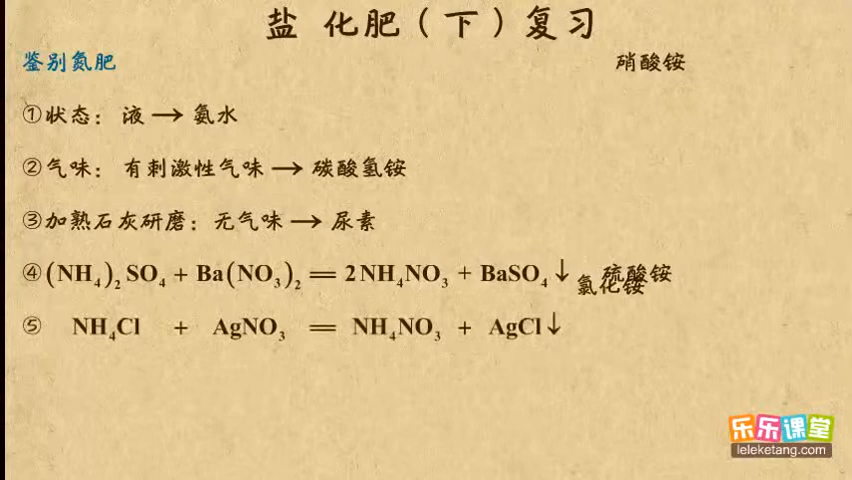 盐 化肥（下）复习
鉴别氮肥 硝酸铵
①状态：液→氨水
②气味：有刺激性气味→碳酸氢铵
③加熟石灰研磨：无气味→尿素
④(NH₄)₂SO₄+Ba(NO₃)₂═2NH₄NO₃+BaSO₄↓ 硫酸铵
氯化铵
⑤ NH₄Cl + AgNO₃ ═ NH₄NO₃ + AgCl↓
乐乐课堂
leleketang.com